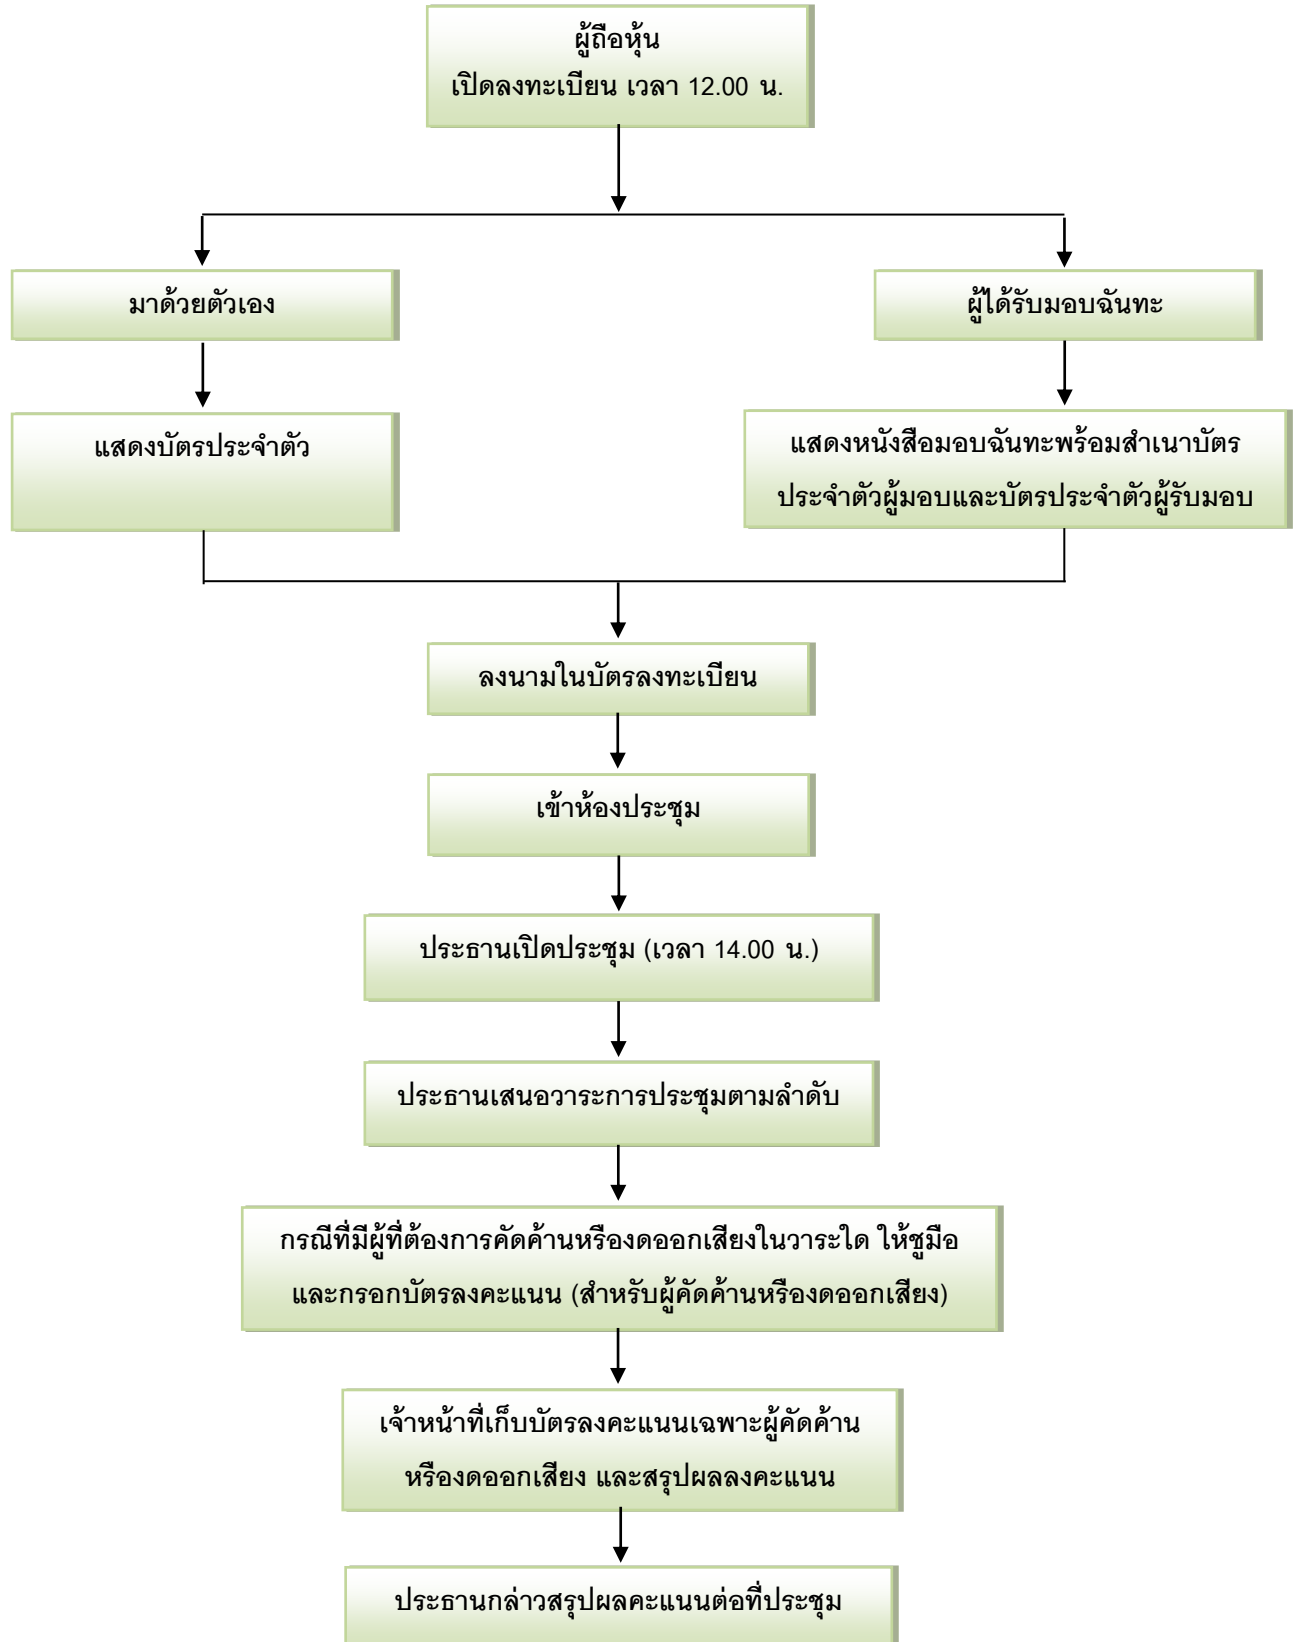 ผู้ถือหุ้น
เปิดลงทะเบียน เวลา 12.00 น.
มาด้วยตัวเอง
ผู้ได้รับมอบฉันทะ
แสดงบัตรประจำตัว
แสดงหนังสือมอบฉันทะพร้อมสำเนาบัตร
ประจำตัวผู้มอบและบัตรประจำตัวผู้รับมอบ
ลงนามในบัตรลงทะเบียน
เข้าห้องประชุม
ประธานเปิดประชุม (เวลา 14.00 น.)
ประธานเสนอวาระการประชุมตามลำดับ
กรณีที่มีผู้ที่ต้องการคัดค้านหรืองดออกเสียงในวาระใด ให้ชูมือ
และกรอกบัตรลงคะแนน (สำหรับผู้คัดค้านหรืองดออกเสียง)
เจ้าหน้าที่เก็บบัตรลงคะแนนเฉพาะผู้คัดค้าน
หรืองดออกเสียง และสรุปผลลงคะแนน
ประธานกล่าวสรุปผลคะแนนต่อที่ประชุม